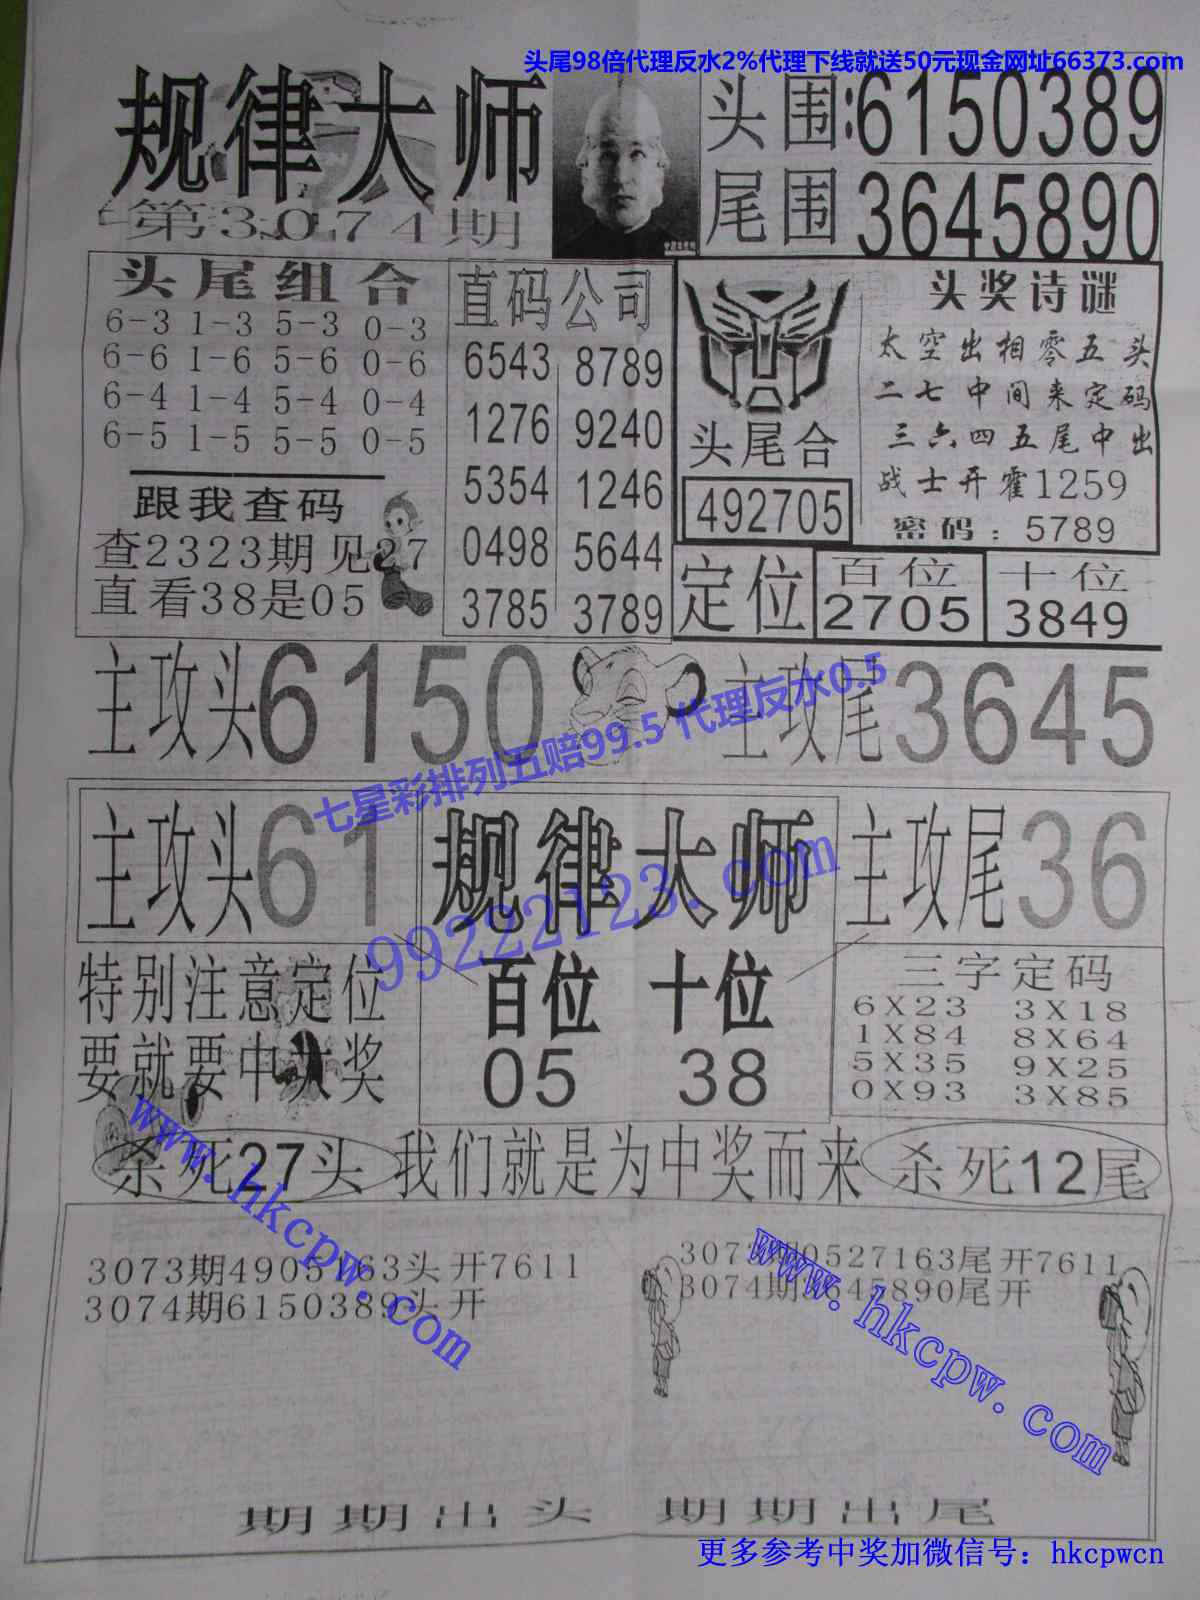 头尾98倍代理反水2%代理下线就送50元现金网址66373.com
规律大师
第3074期
头围:6150389
尾围 3645890
头尾组合
6-3 1-3 5-3 0-3
6-6 1-6 5-6 0-6
6-4 1-4 5-4 0-4
6-5 1-5 5-5 0-5
跟我查码
查2323期见27
直看38是05
直码公司
6543 8789
1276 9240
5354 1246
0498 5644
3785 3789
头尾合
492705
头奖诗谜
太空出相零五头
二七中间来定码
三六四五尾中出
战士开霍1259
密码:5789
定位
百位
2705
十位
3849
主攻头6150
主攻尾3645
七星彩排列五赔99.5 代理反水0.5
99222123.com
主攻头61
规律大师
主攻尾36
特别注意定位
要就要中大奖
百位 十位
05 38
三字定码
6X23 3X18
1X84 8X64
5X35 9X25
0X93 3X85
杀死27头
我们就是为中奖而来
杀死12尾
www.hkcpw.com
3073期4905163头开7611
3074期6150389头开
3073期0527163尾开7611
3074期3645890尾开
www.hkcpw.com
期期出头 期期出尾
更多参考中奖加微信号：hkcpwcn